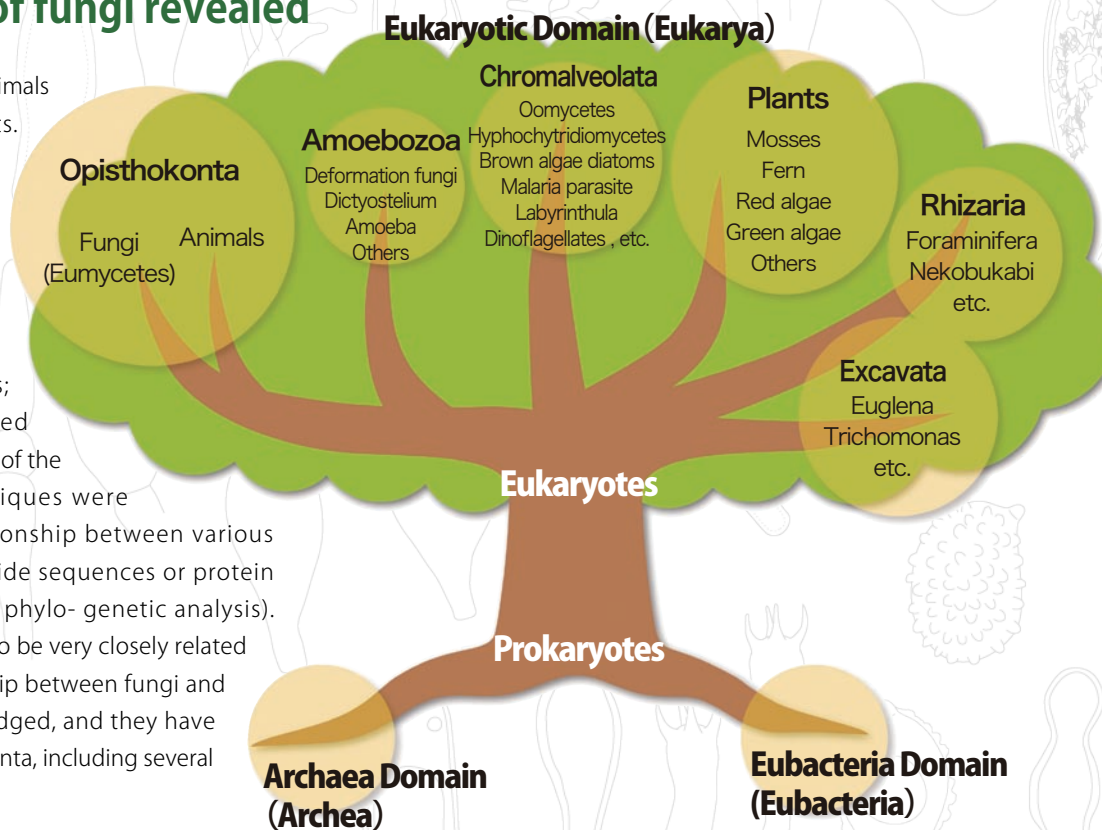 of fungi revealed
Eukaryotic Domain (Eukarya)
Opisthokonta
Fungi
(Eumycetes)
Animals
Amoebozoa
Deformation fungi
Dictyostelium
Amoeba
Others
Chromalveolata
Oomycetes
Hyphochytridiomycetes
Brown algae diatoms
Malaria parasite
Labyrinthula
Dinoflagellates , etc.
Plants
Mosses
Fern
Red algae
Green algae
Others
Rhizaria
Foraminifera
Nekobukabi
etc.
Excavata
Euglena
Trichomonas
etc.
of the
iques were
onship between various
ide sequences or protein
phylo- genetic analysis).
o be very closely related
ip between fungi and
dged, and they have
nta, including several
Eukaryotes
Prokaryotes
Archaea Domain
(Archea)
Eubacteria Domain
(Eubacteria)